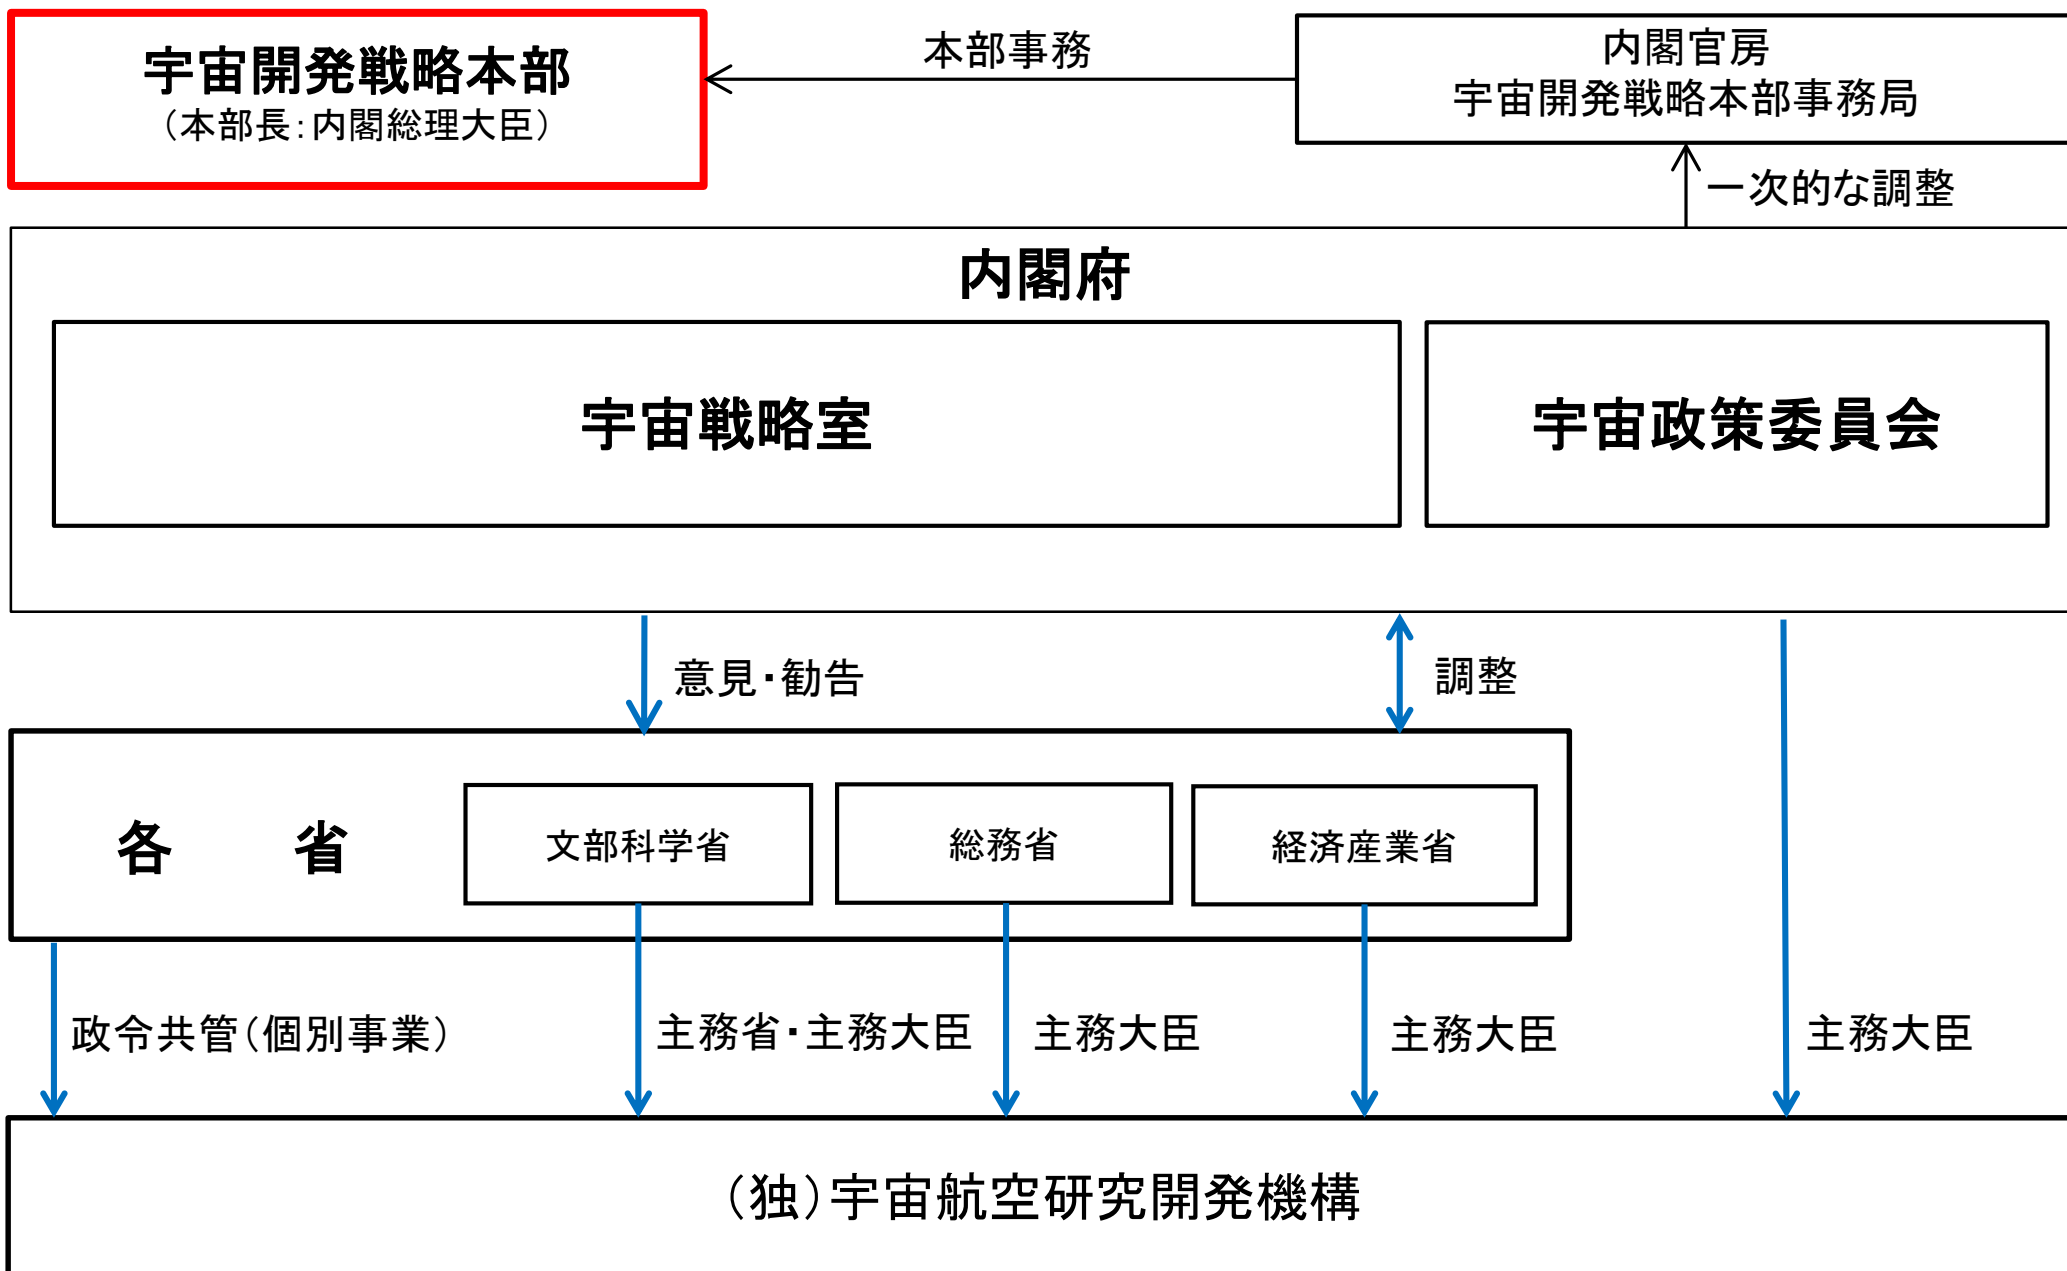 宇宙開発戦略本部
（本部長：内閣総理大臣）
本部事務
内閣官房
宇宙開発戦略本部事務局
一次的な調整
内閣府
宇宙戦略室
宇宙政策委員会
意見・勧告
調整
各　省
文部科学省
総務省
経済産業省
政令共管（個別事業）
主務省・主務大臣
主務大臣
主務大臣
主務大臣
（独）宇宙航空研究開発機構